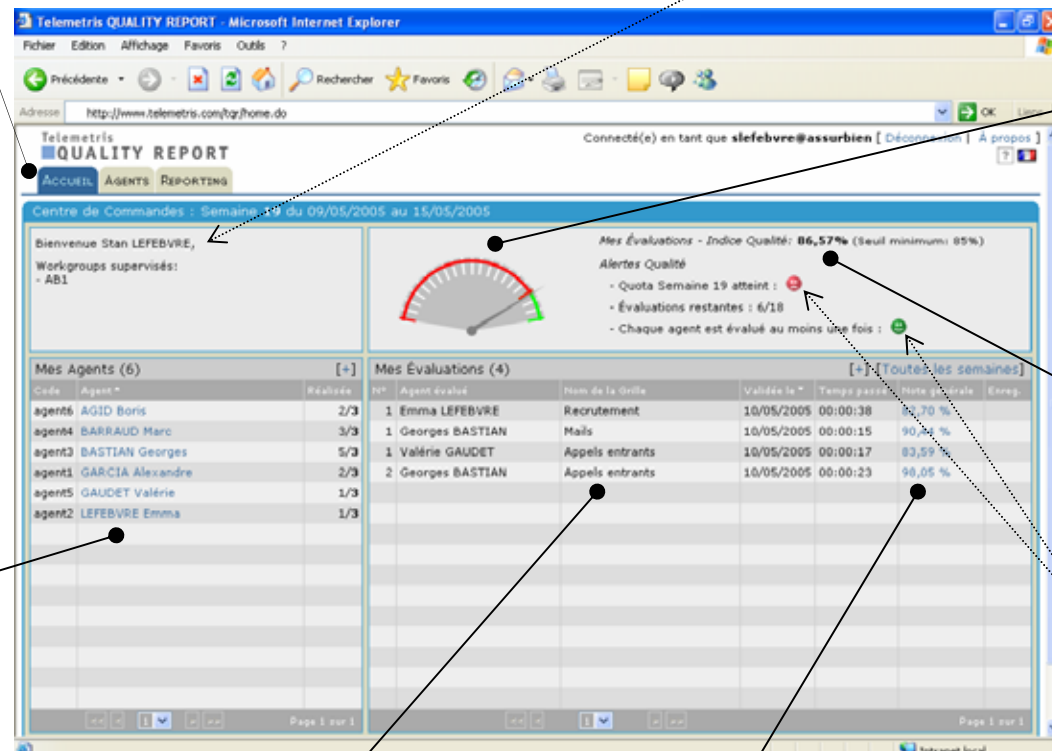 Telemetris QUALITY REPORT - Microsoft Internet Explorer
Fichier Edition Affichage Favoris Outils ?
Précédente Rechercher Favoris
Adresse http://www.telemetris.com/tqr/home.do OK Liens
Telemetris
QUALITY REPORT
Connecté(e) en tant que slefebvre@assurbien [ Déconnexion | À propos ]
?
ACCUEIL AGENTS REPORTING
Centre de Commandes : Semaine 19 du 09/05/2005 au 15/05/2005
Bienvenue Stan LEFEBVRE,
Workgroups supervisés:
- AB1
Mes Évaluations - Indice Qualité: 86,57% (Seuil minimum: 85%)
Alertes Qualité
- Quota Semaine 19 atteint :
- Évaluations restantes : 6/18
- Chaque agent est évalué au moins une fois :
Mes Agents (6) [+]
Code Agent Réalisée
agent6 AGID Boris 2/3
agent4 BARRAUD Marc 3/3
agent3 BASTIAN Georges 5/3
agent1 GARCIA Alexandre 2/3
agent5 GAUDET Valérie 1/3
agent2 LEFEBVRE Emma 1/3
<< < 1 > >> Page 1 sur 1
Mes Évaluations (4) [+] [Toutes les semaines]
N° Agent évalué Nom de la Grille Validée le Temps passé Note générale Enreg.
1 Emma LEFEBVRE Recrutement 10/05/2005 00:00:38 82,70 %
1 Georges BASTIAN Mails 10/05/2005 00:00:15 90,44 %
1 Valérie GAUDET Appels entrants 10/05/2005 00:00:17 83,59 %
2 Georges BASTIAN Appels entrants 10/05/2005 00:00:23 98,05 %
<< < 1 > >> Page 1 sur 1
Intranet local